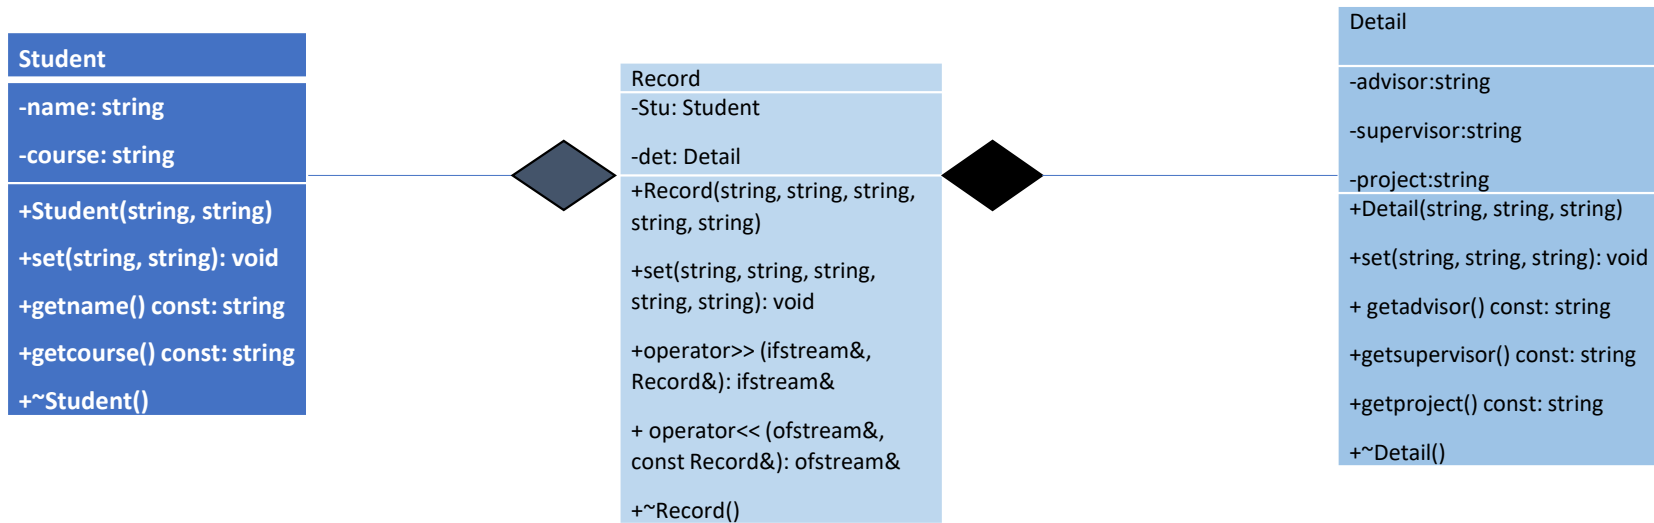 Student
-name: string
-course: string
+Student(string, string)
+set(string, string): void
+getname() const: string
+getcourse() const: string
+~Student()
Record
-Stu: Student
-det: Detail
+Record(string, string, string,
string, string)
+set(string, string, string,
string, string): void
+operator>> (ifstream&,
Record&): ifstream&
+ operator<< (ofstream&,
const Record&): ofstream&
+~Record()
Detail
-advisor:string
-supervisor:string
-project:string
+Detail(string, string, string)
+set(string, string, string): void
+ getadvisor() const: string
+getsupervisor() const: string
+getproject() const: string
+~Detail()